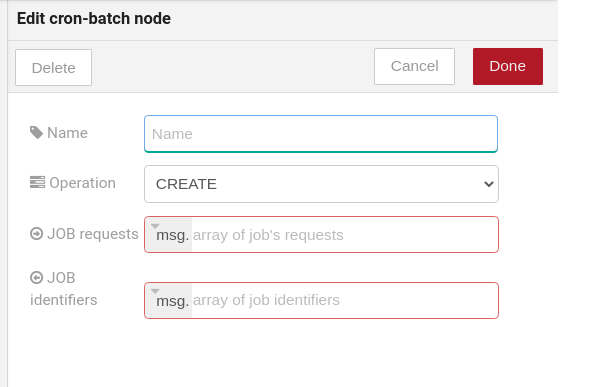 Edit cron-batch node
Delete
Cancel
Done
Name
Name
Operation
CREATE
JOB requests
msg. array of job's requests
JOB
identifiers
msg. array of job identifiers